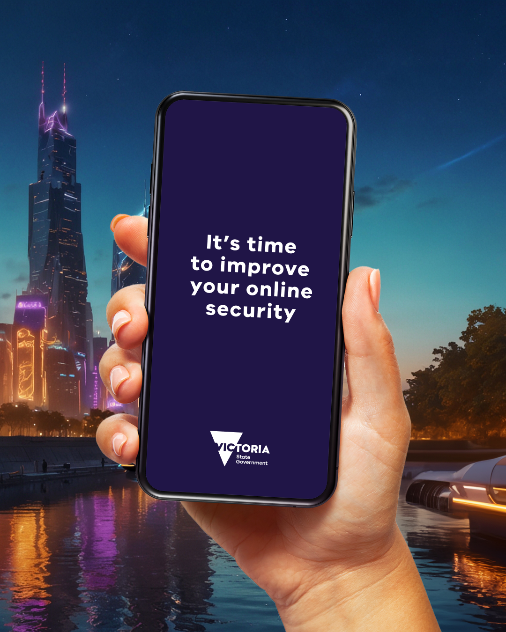 It's time
to improve
your online
security
VICTORIA
State
Government